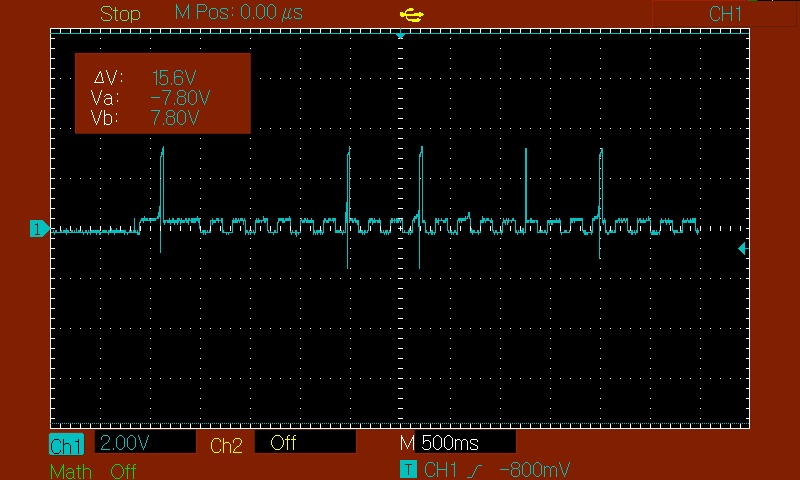 Stop M Pos: 0.00 μs CH1
ΔV: 15.6V
Va: -7.80V
Vb: 7.80V
1
Ch1 2.00V Ch2 Off M 500ms
Math Off T CH1 -800mV